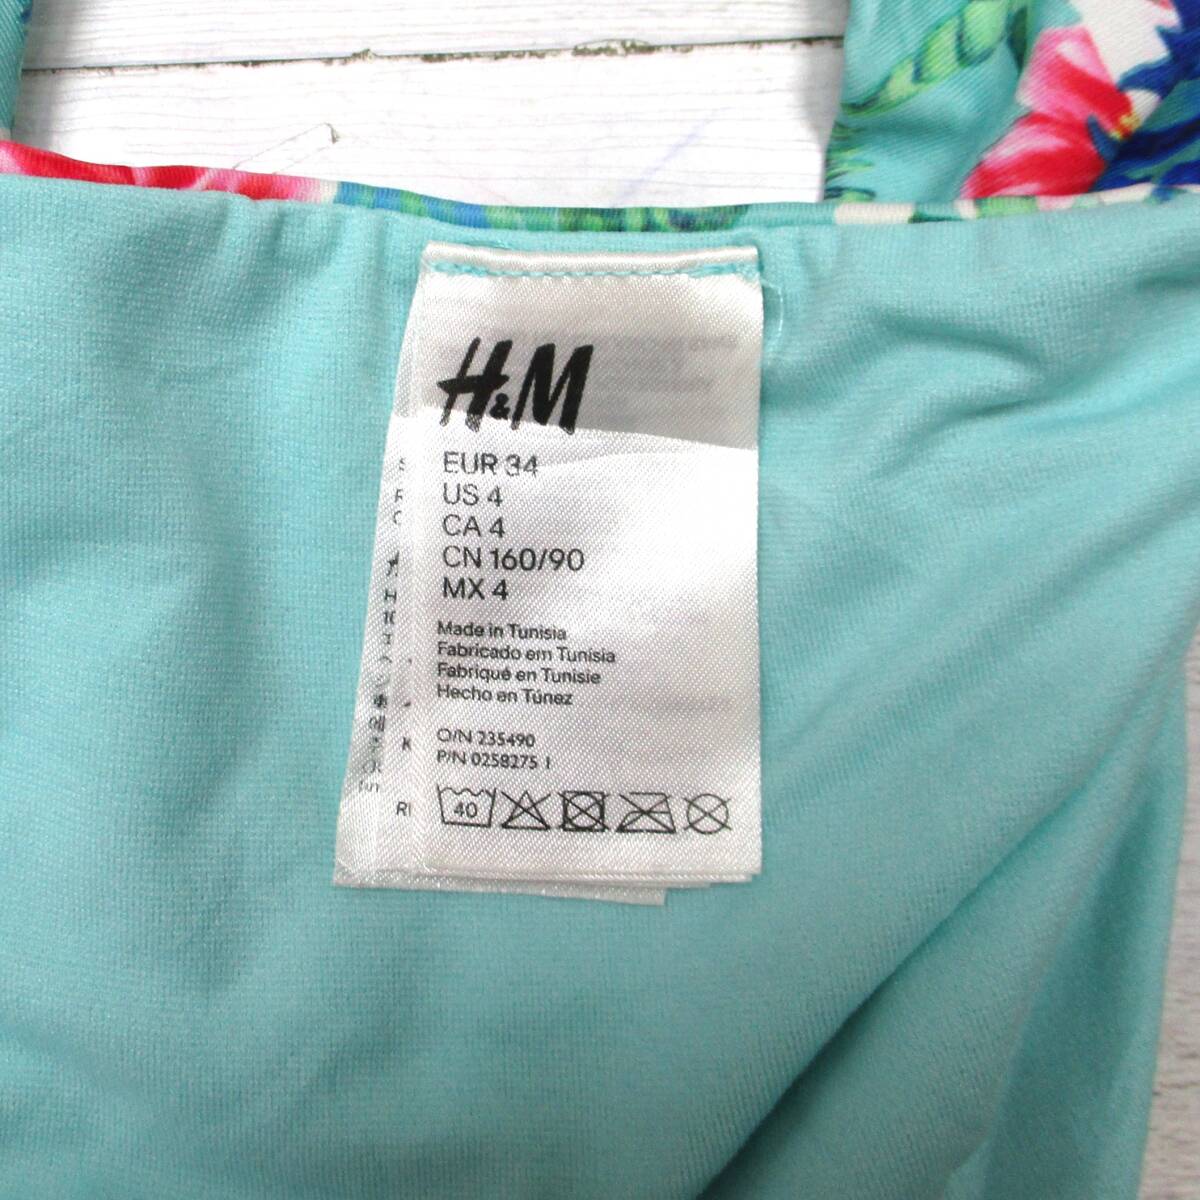 H&M
EUR 34
US 4
CA 4
CN 160/90
MX 4
Made in Tunisia
Fabricado em Tunisia
Fabriqué en Tunisie
Hecho en Túnez
O/N 235490
P/N 0258275 1
40